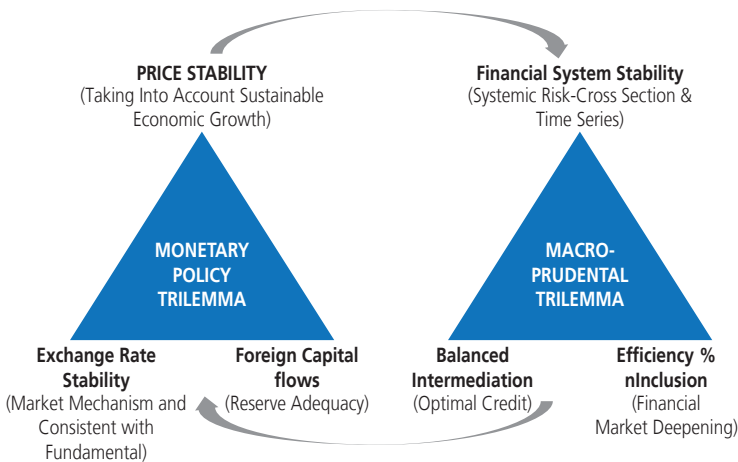 PRICE STABILITY
(Taking Into Account Sustainable
Economic Growth)
Financial System Stability
(Systemic Risk-Cross Section &
Time Series)
MONETARY
POLICY
TRILEMMA
MACRO-
PRUDENTAL
TRILEMMA
Exchange Rate
Stability
(Market Mechanism and
Consistent with
Fundamental)
Foreign Capital
flows
(Reserve Adequacy)
Balanced
Intermediation
(Optimal Credit)
Efficiency %
nInclusion
(Financial
Market Deepening)